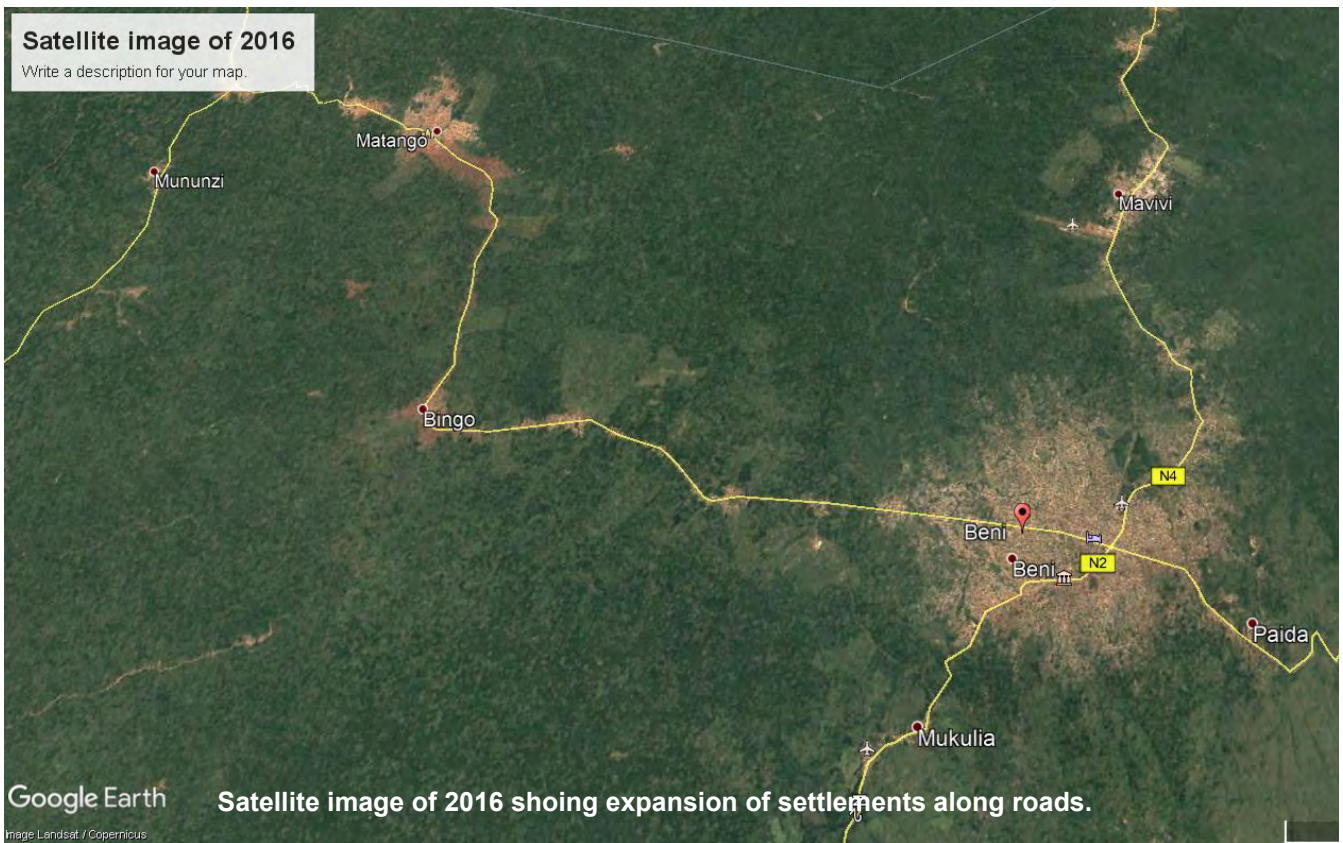 Satellite image of 2016
Write a description for your map.
Matango
Mununzi
Mavivi
Bingo
N4
Beni
Beni
N2
Paida
Mukulia
Google Earth
Satellite image of 2016 shoing expansion of settlements along roads.
Image Landsat / Copernicus